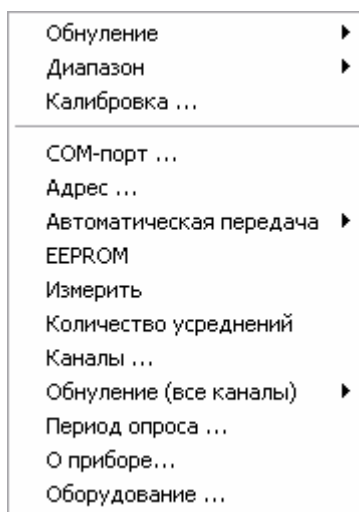 Обнуление
Диапазон
Калибровка ...
COM-порт ...
Адрес ...
Автоматическая передача
EEPROM
Измерить
Количество усреднений
Каналы ...
Обнуление (все каналы)
Период опроса ...
О приборе...
Оборудование ...